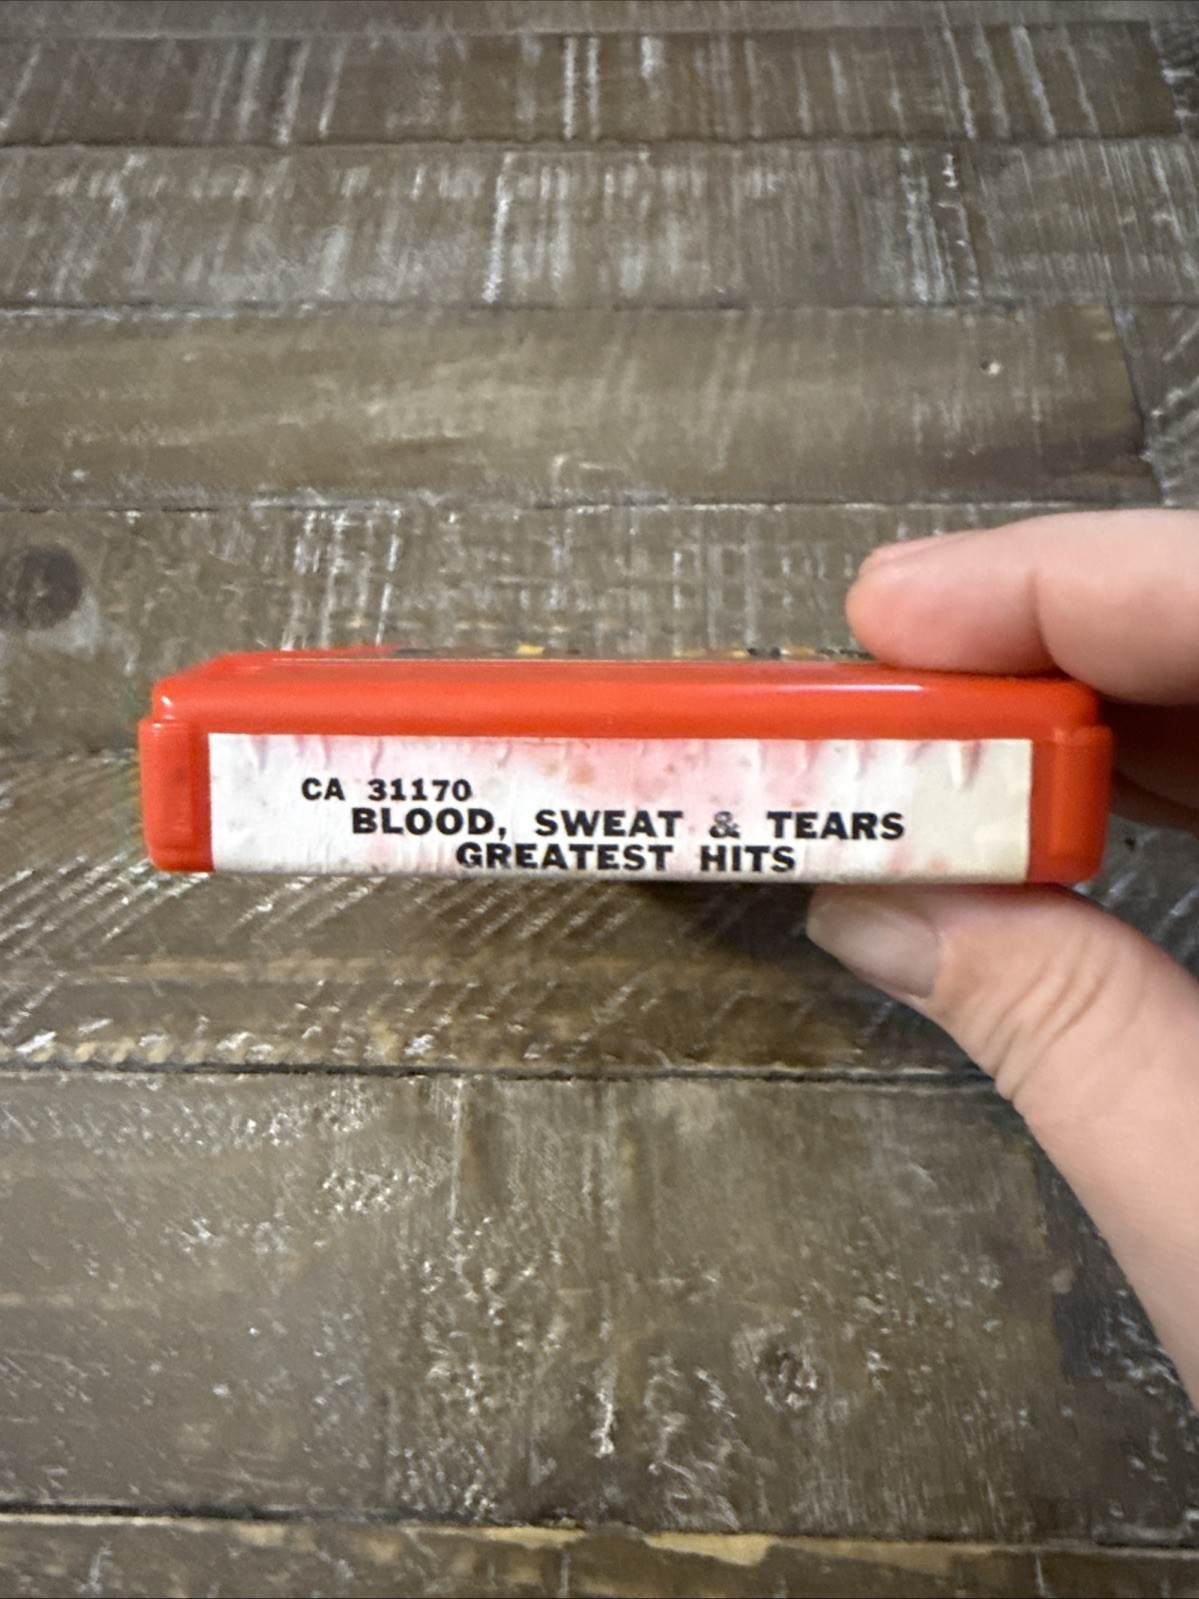 CA 31170
BLOOD, SWEAT & TEARS
GREATEST HITS